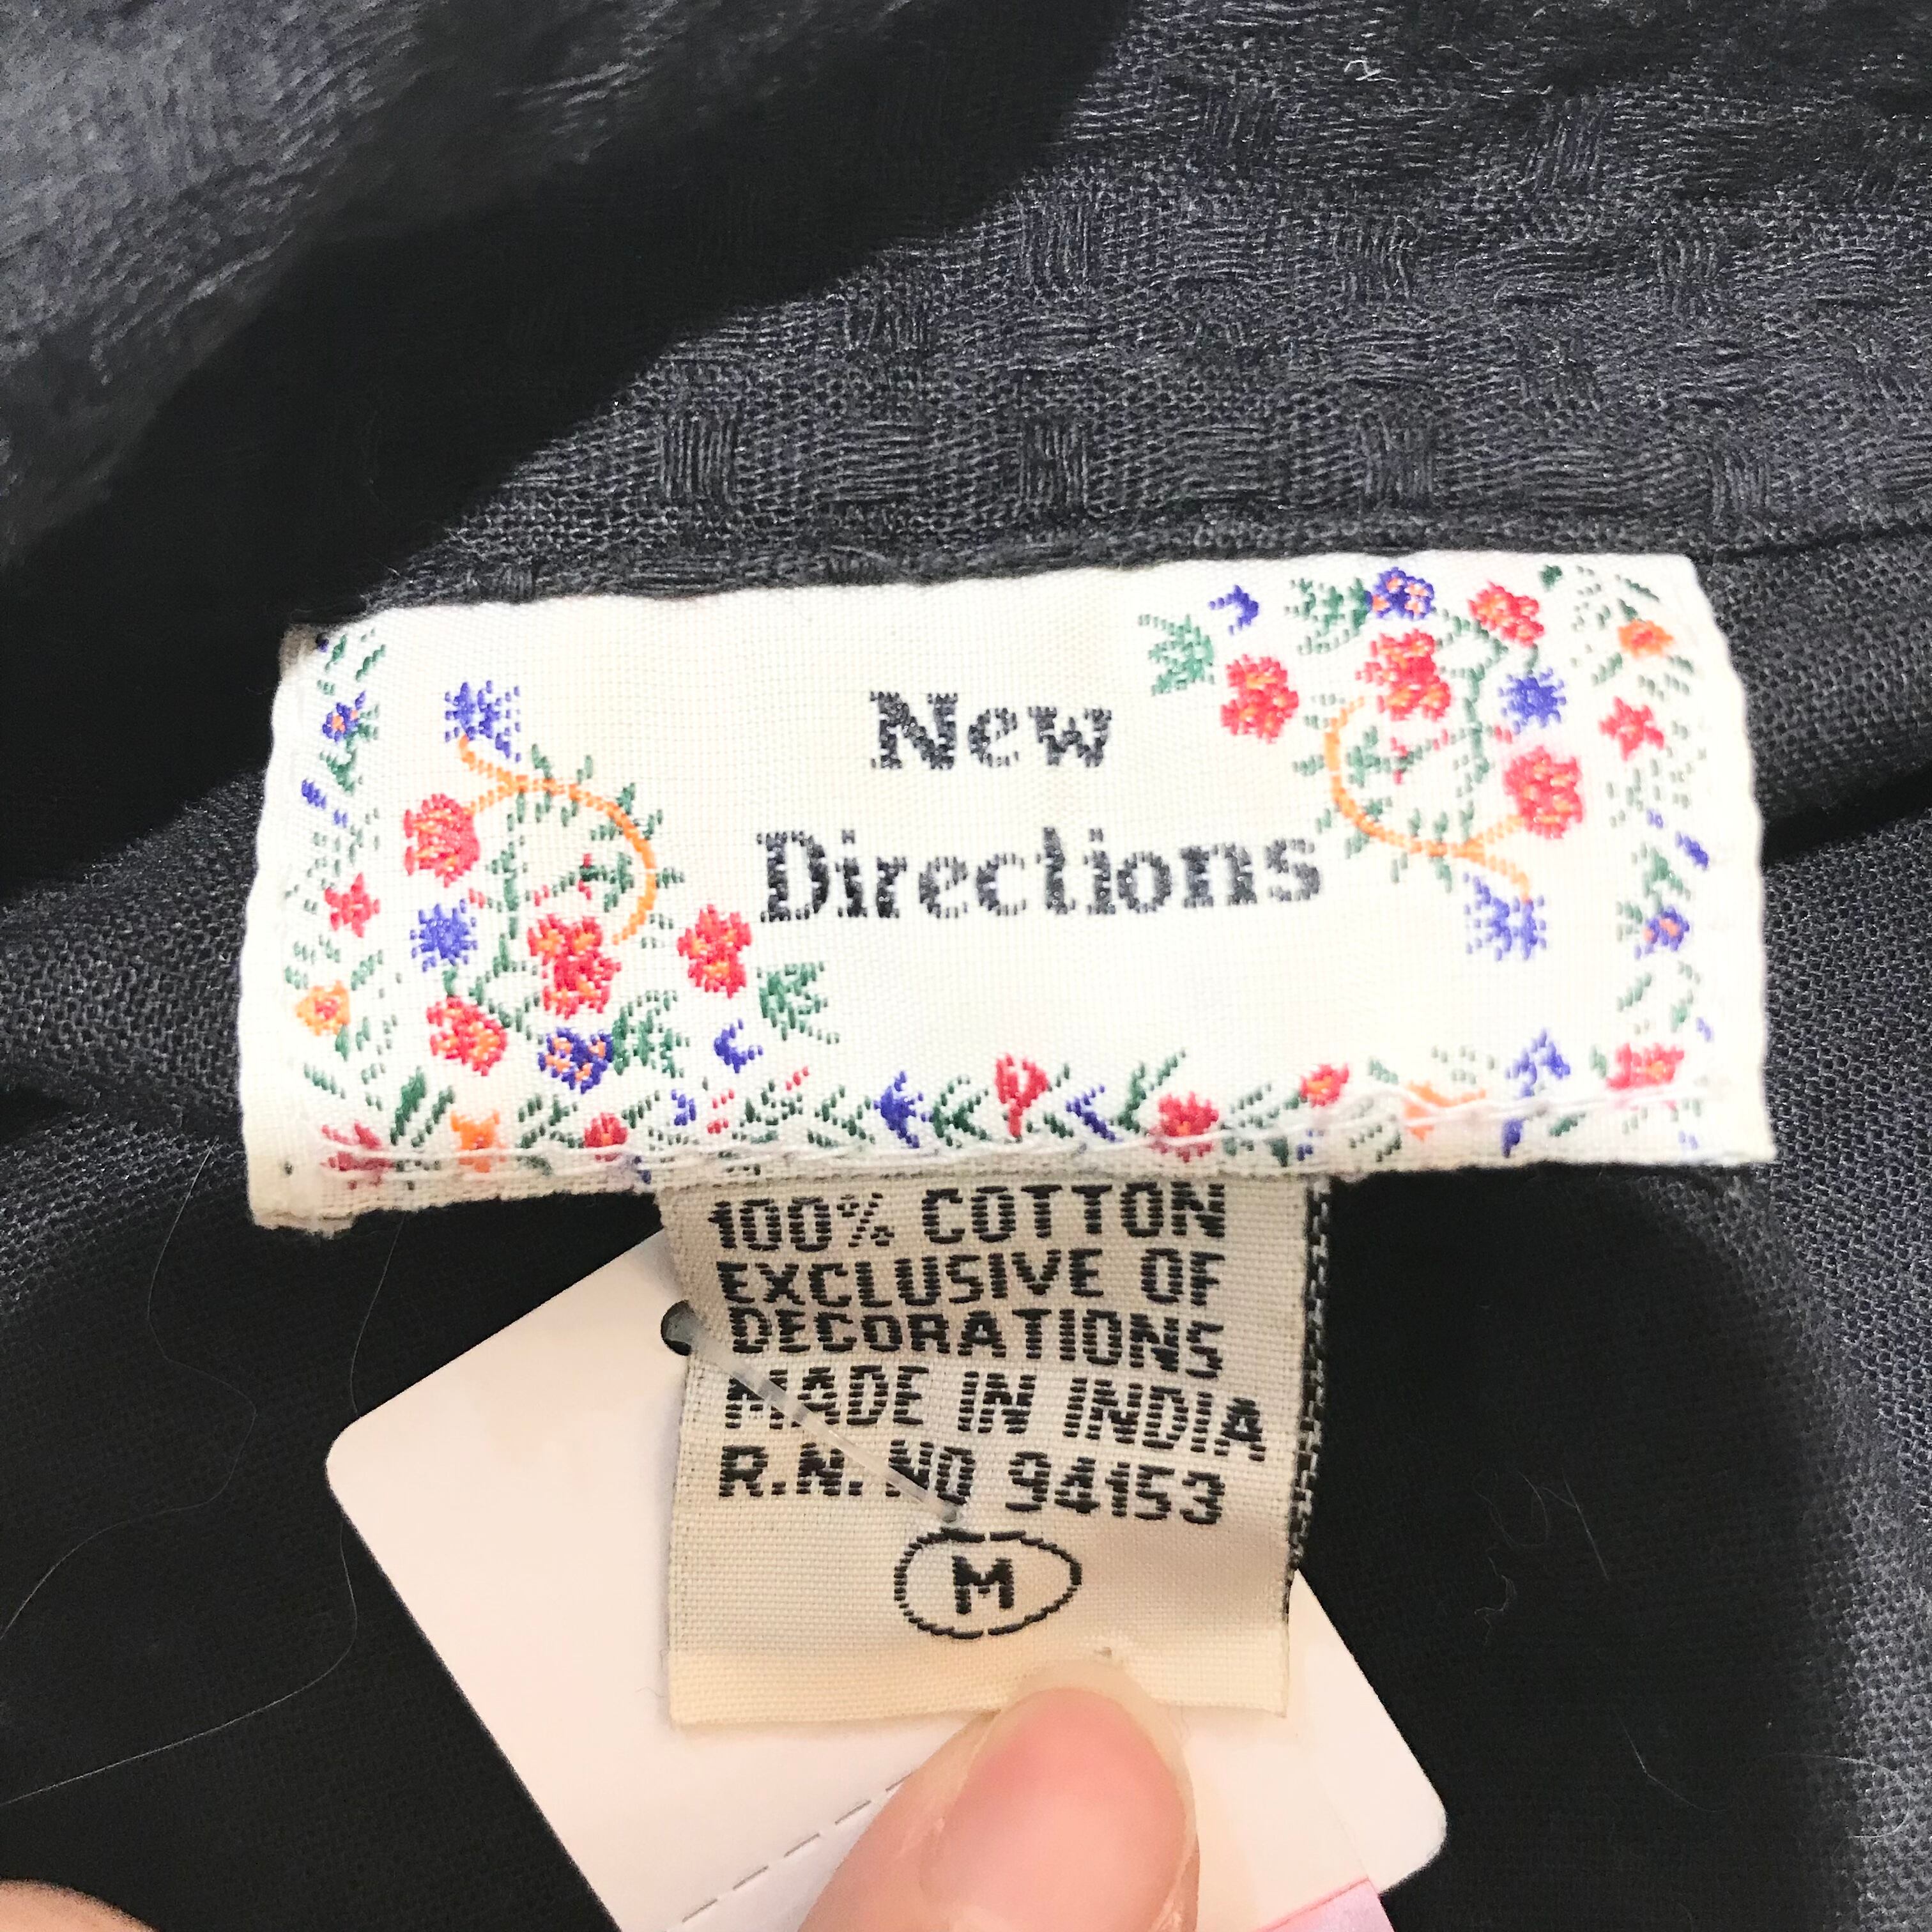 New
Directions
100% COTTON
EXCLUSIVE OF
DECORATIONS
MADE IN INDIA
R.N. NO 94153
M